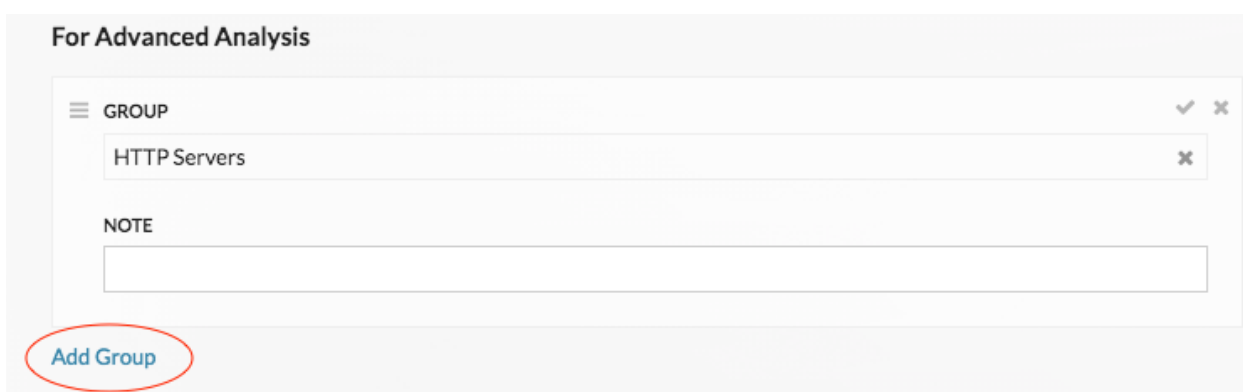 For Advanced Analysis
GROUP
HTTP Servers
NOTE
Add Group